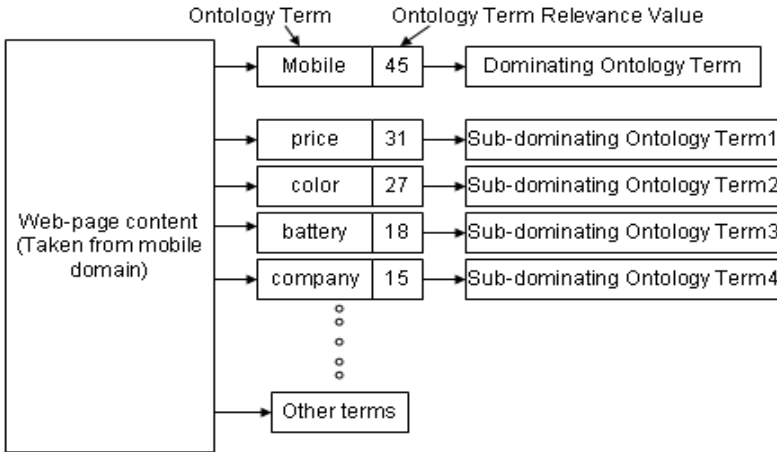 Ontology Term Ontology Term Relevance Value
Mobile 45 Dominating Ontology Term
price 31 Sub-dominating Ontology Term1
color 27 Sub-dominating Ontology Term2
Web-page content
(Taken from mobile
domain)
battery 18 Sub-dominating Ontology Term3
company 15 Sub-dominating Ontology Term4
Other terms